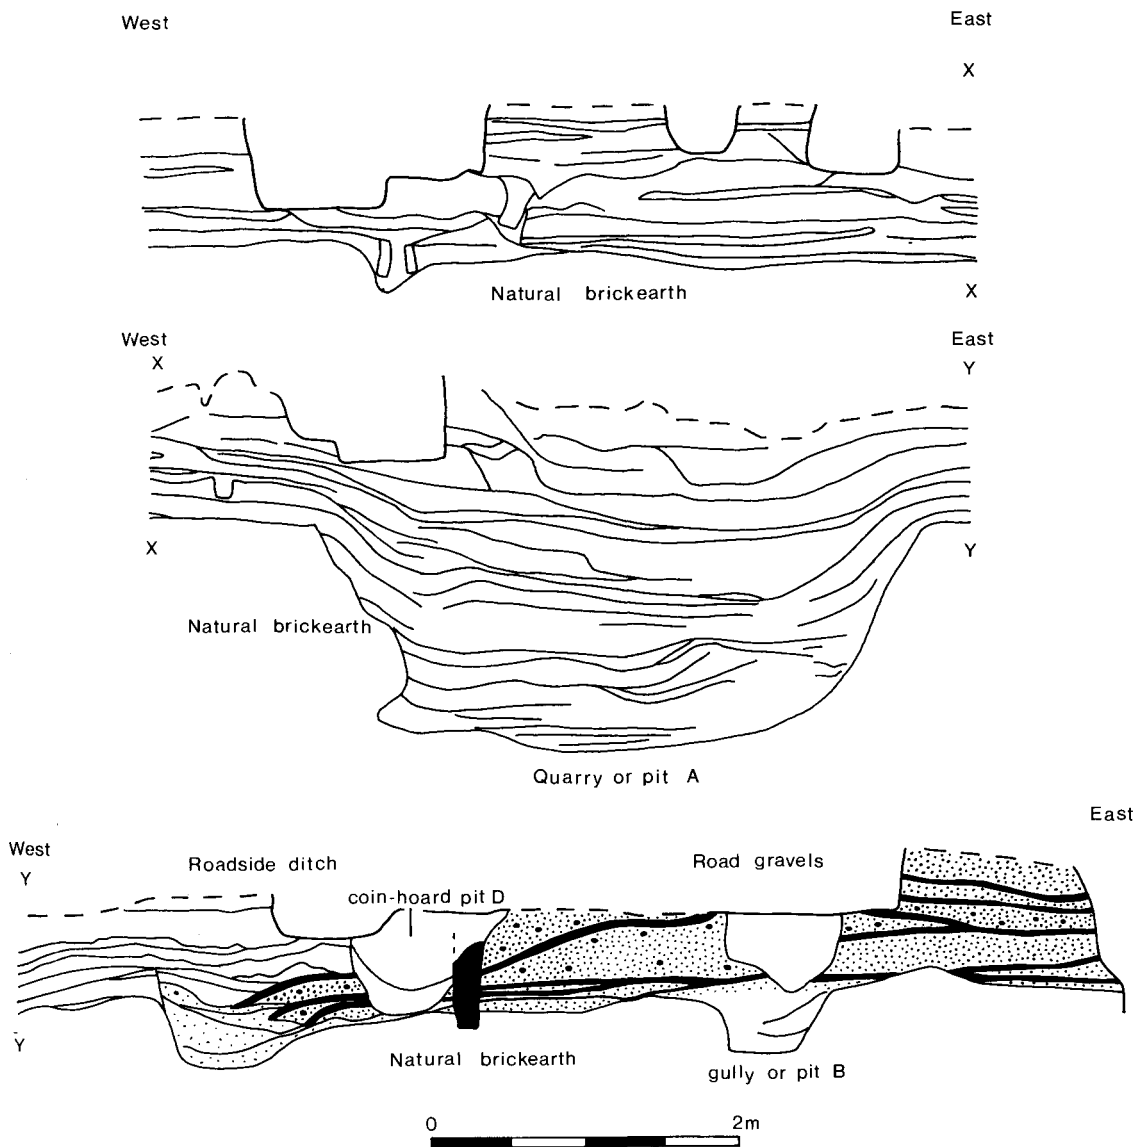 West East
X
Natural brickearth X
West East
X Y
X Y
Natural brickearth
Quarry or pit A
East
West
Roadside ditch Road gravels
Y
coin-hoard pit D
Y
Natural brickearth
gully or pit B
0 2m